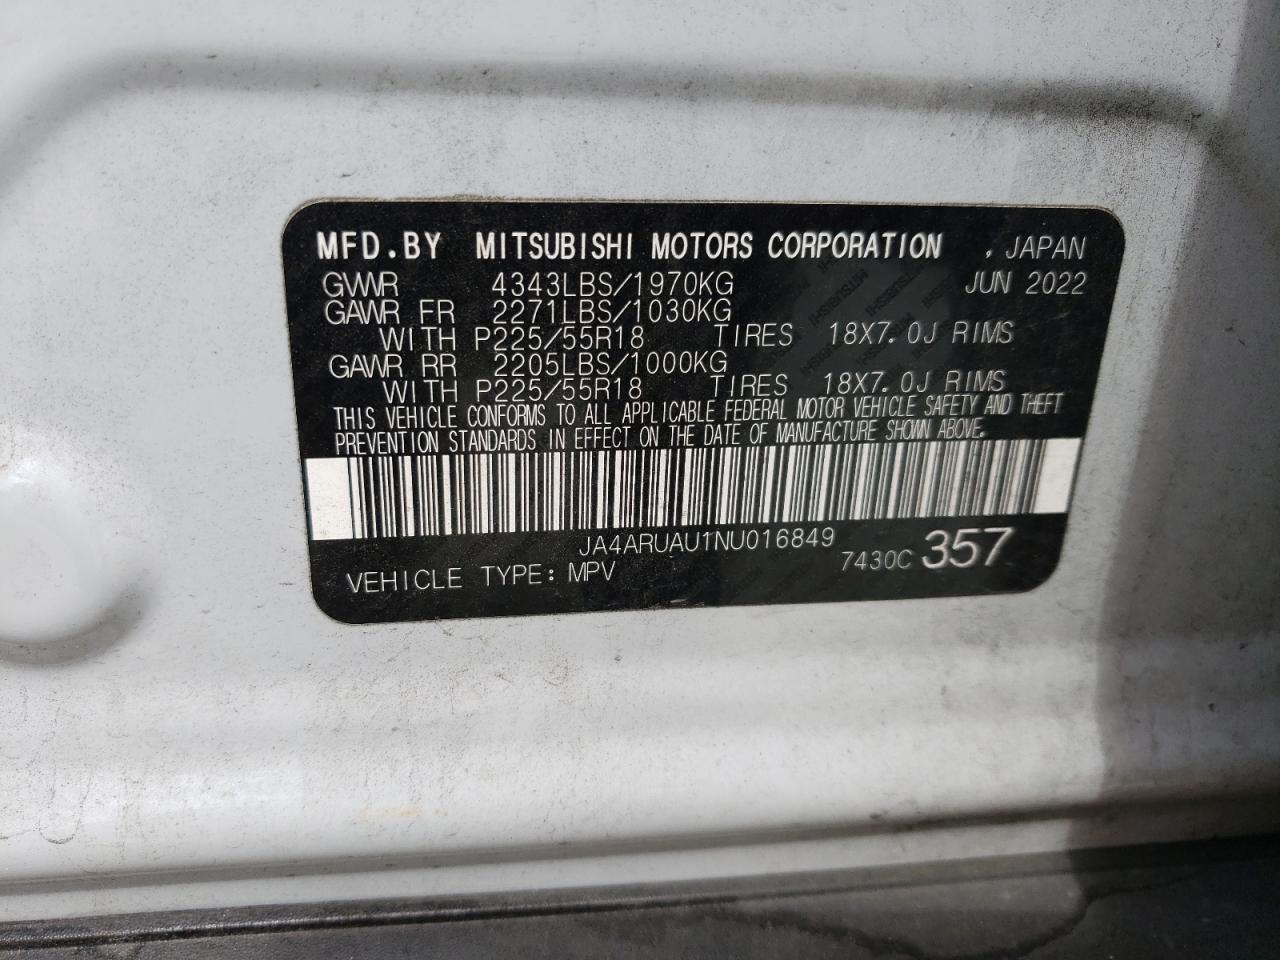 MFD.BY MITSUBISHI MOTORS CORPORATION , JAPAN
GVWR 4343LBS/1970KG JUN 2022
GAWR FR 2271LBS/1030KG
WITH P225/55R18 TIRES 18X7.0J RIMS
GAWR RR 2205LBS/1000KG
WITH P225/55R18 TIRES 18X7.0J RIMS
THIS VEHICLE CONFORMS TO ALL APPLICABLE FEDERAL MOTOR VEHICLE SAFETY AND THEFT
PREVENTION STANDARDS IN EFFECT ON THE DATE OF MANUFACTURE SHOWN ABOVE.
JA4ARUAU1NU016849
VEHICLE TYPE: MPV 7430C 357